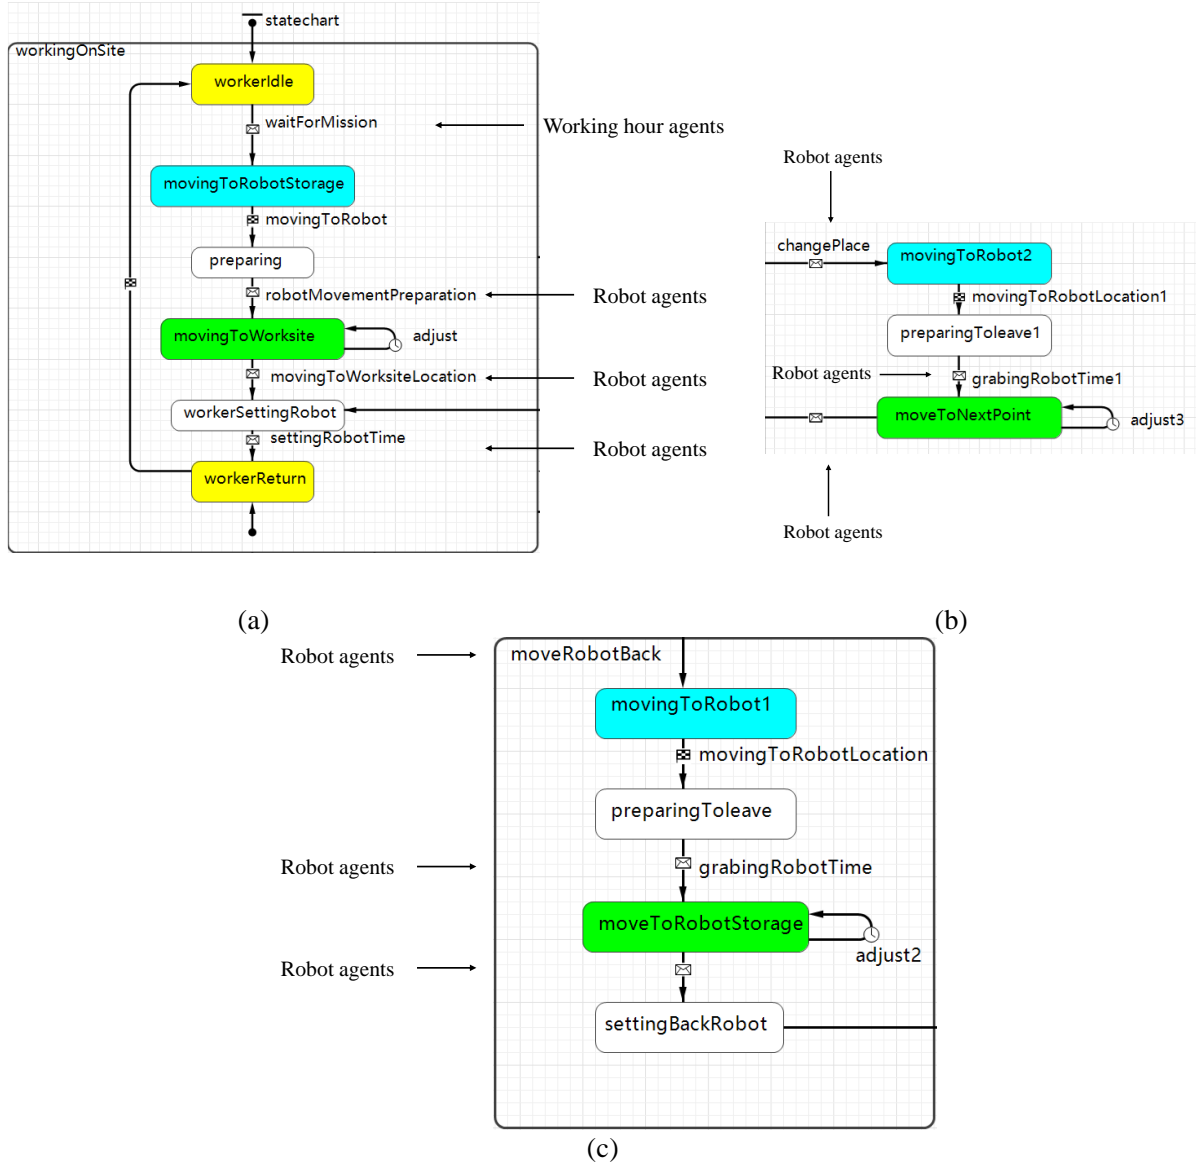 statechart
workingOnSite
workerIdle
waitForMission
Working hour agents
movingToRobotStorage
movingToRobot
preparing
robotMovementPreparation
Robot agents
movingToWorksite
adjust
movingToWorksiteLocation
Robot agents
workerSettingRobot
settingRobotTime
Robot agents
workerReturn
(a)
Robot agents
changePlace
movingToRobot2
movingToRobotLocation1
preparingToleave1
Robot agents
grabingRobotTime1
moveToNextPoint
adjust3
Robot agents
(b)
Robot agents
moveRobotBack
movingToRobot1
movingToRobotLocation
preparingToleave
Robot agents
grabingRobotTime
moveToRobotStorage
adjust2
Robot agents
settingBackRobot
(c)